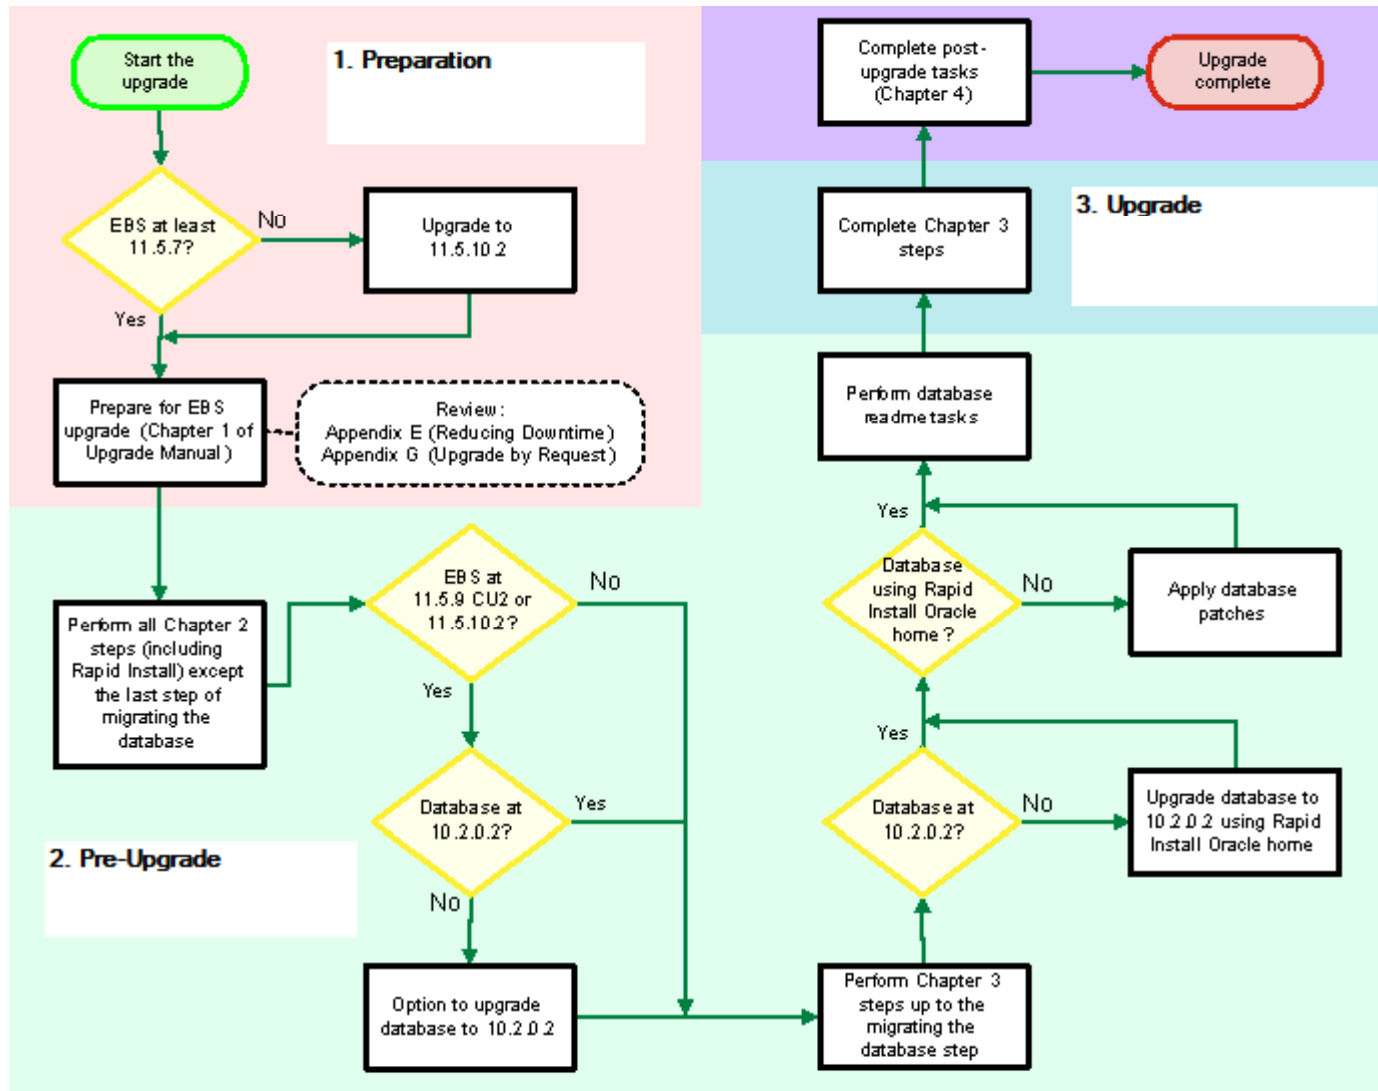 Start the
upgrade
1. Preparation
EBS at least
11.5.7?
No
Upgrade to
11.5.10.2
Yes
Prepare for EBS
upgrade (Chapter 1 of
Upgrade Manual)
Review:
Appendix E (Reducing Downtime)
Appendix G (Upgrade by Request)
Perform all Chapter 2
steps (including
Rapid Install) except
the last step of
migrating the
database
EBS at
11.5.9 CU2 or
11.5.10.2?
No
Yes
Database at
10.2.0.2?
Yes
No
2. Pre-Upgrade
Option to upgrade
database to 10.2.0.2
Perform Chapter 3
steps up to the
migrating the
database step
Database at
10.2.0.2?
No
Upgrade database to
10.2.0.2 using Rapid
Install Oracle home
Yes
Database
using Rapid
Install Oracle
home?
No
Apply database
patches
Yes
Perform database
readme tasks
Complete Chapter 3
steps
3. Upgrade
Complete post-
upgrade tasks
(Chapter 4)
Upgrade
complete